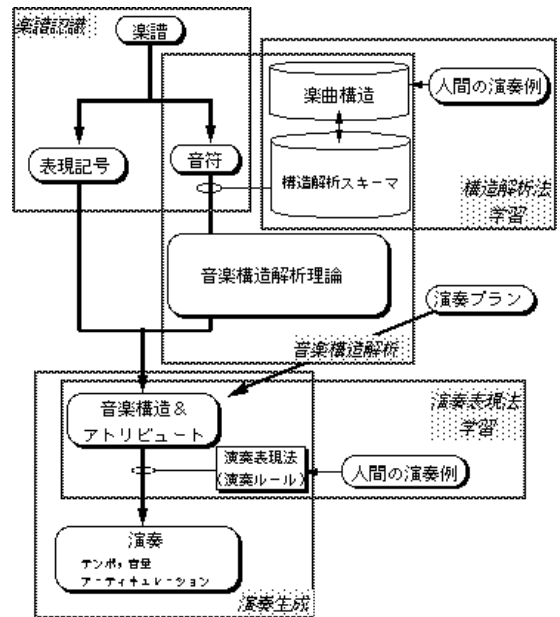 楽譜認識
楽譜
人間の演奏例
楽曲構造
表現記号
音符
構造解析スキーマ
構造解析法
学習
音楽構造解析理論
演奏プラン
音楽構造解析
音楽構造&
アトリビュート
演奏表現法
学習
演奏表現法
(演奏ルール)
人間の演奏例
演奏
テンポ,音量
アーティキュレーション
演奏生成